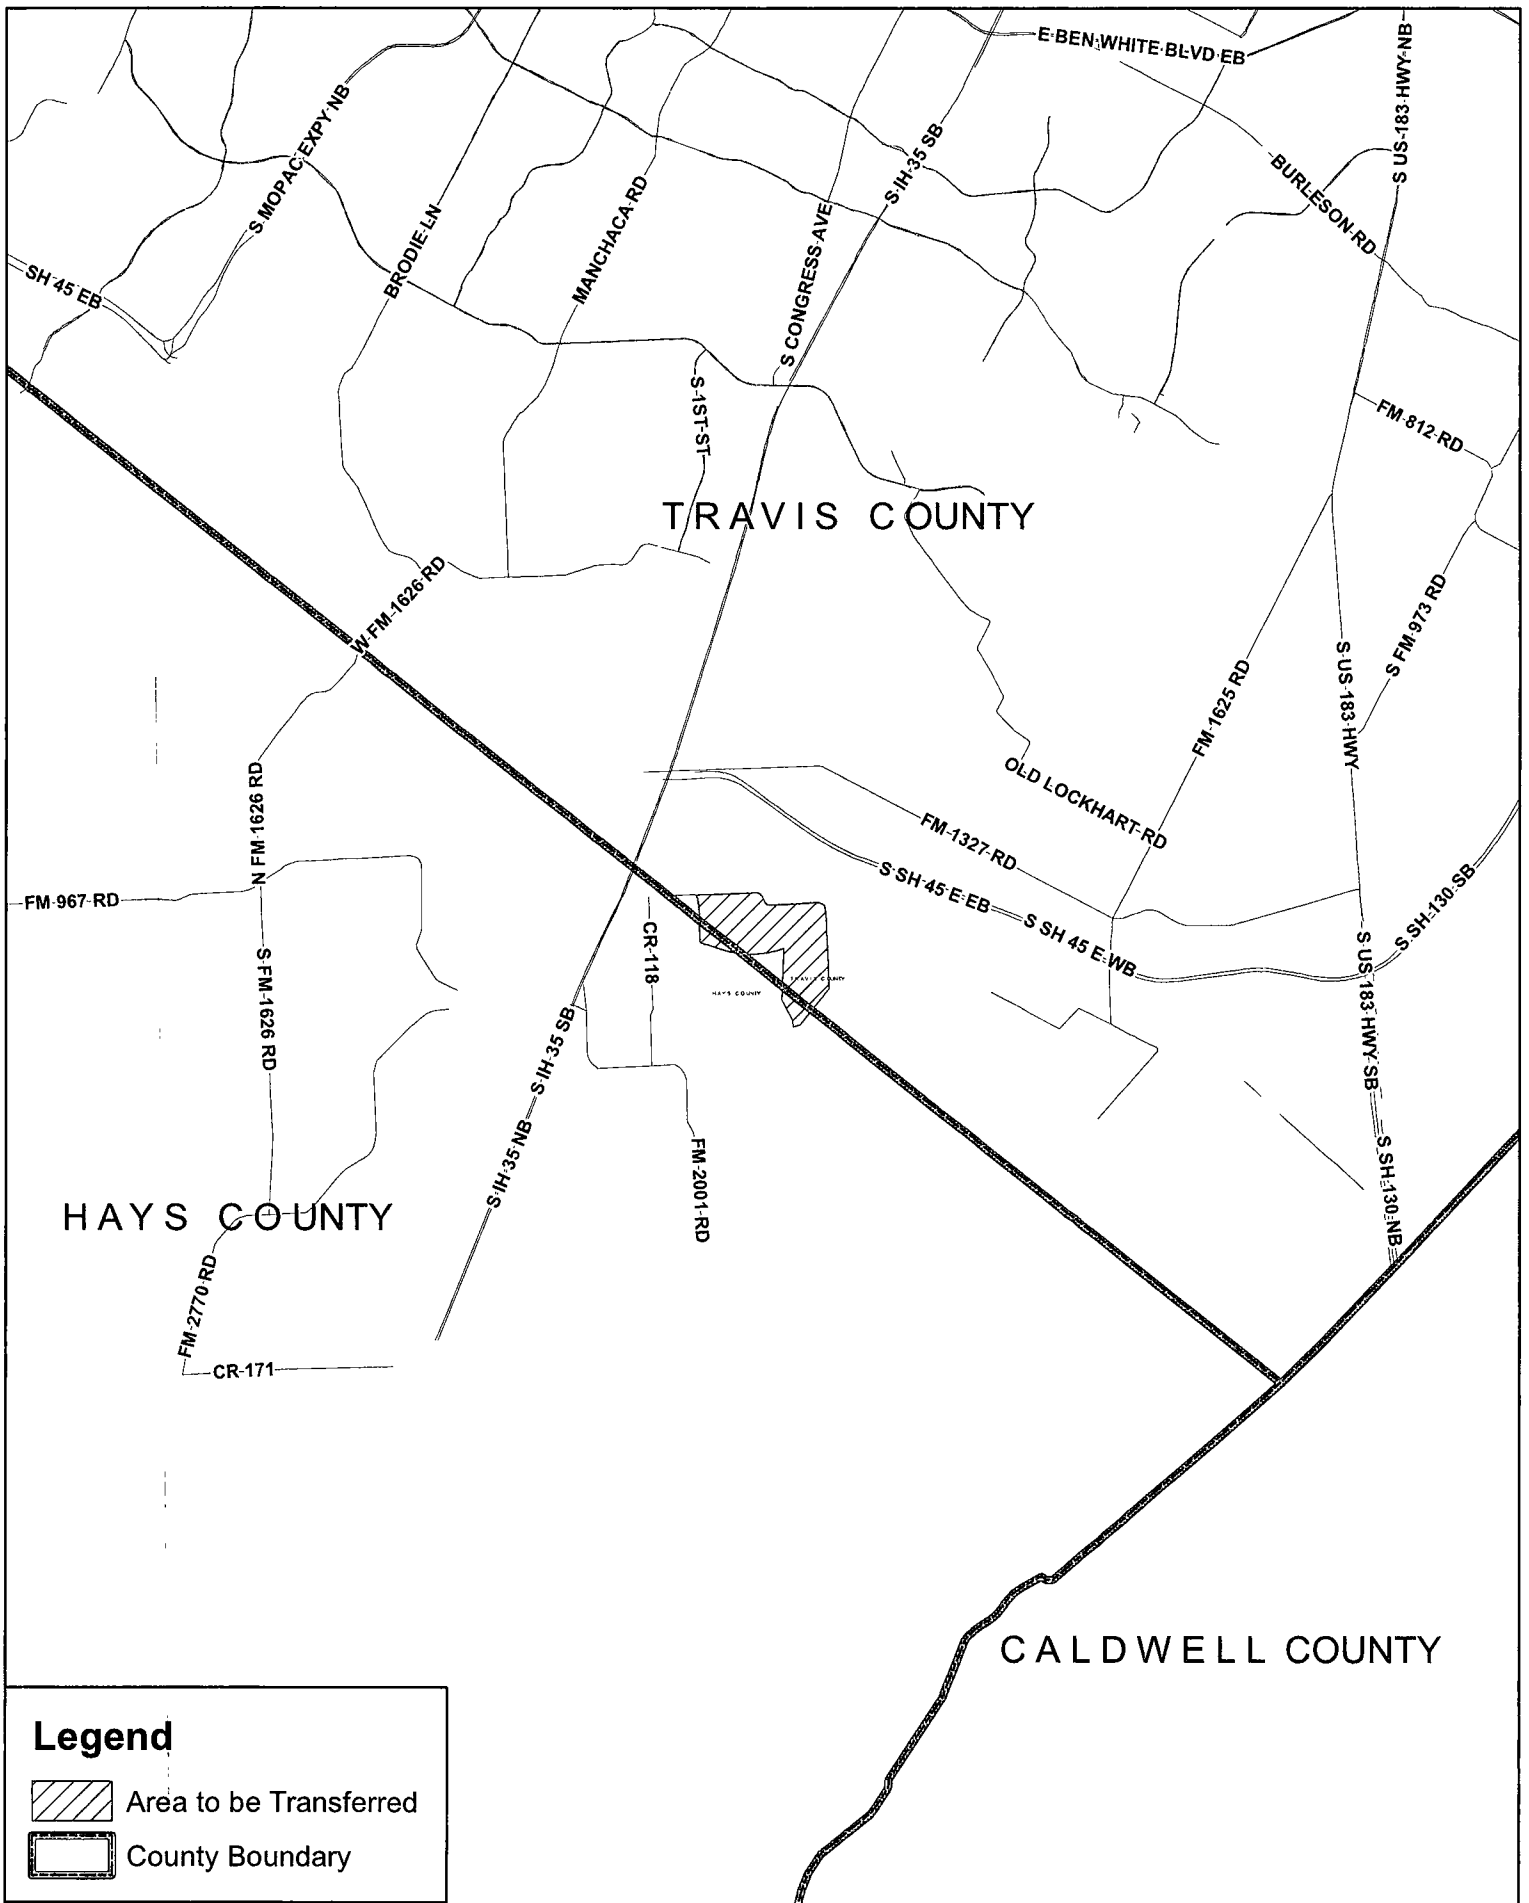 E BEN WHITE BLVD EB
S US 183 HWY NB
S MOPAC EXPY NB
S IH 35 SB
BURLESON RD
BRODIE LN
MANCHACA RD
S CONGRESS AVE
SH 45 EB
S 1ST ST
FM 812 RD
TRAVIS COUNTY
W FM 1626 RD
S FM 973 RD
FM 1625 RD
S US 183 HWY
OLD LOCKHART RD
N FM 1626 RD
FM 1327 RD
FM 967 RD
S SH 45 E EB
S SH 45 E WB
S SH 130 SB
CR 118
S FM 1626 RD
TRAVIS COUNTY
HAYS COUNTY
S US 183 HWY SB
S IH 35 SB
S IH 35 NB
FM 2001 RD
S SH 130 NB
HAYS COUNTY
FM 2770 RD
CR 171
CALDWELL COUNTY
Legend
Area to be Transferred
County Boundary